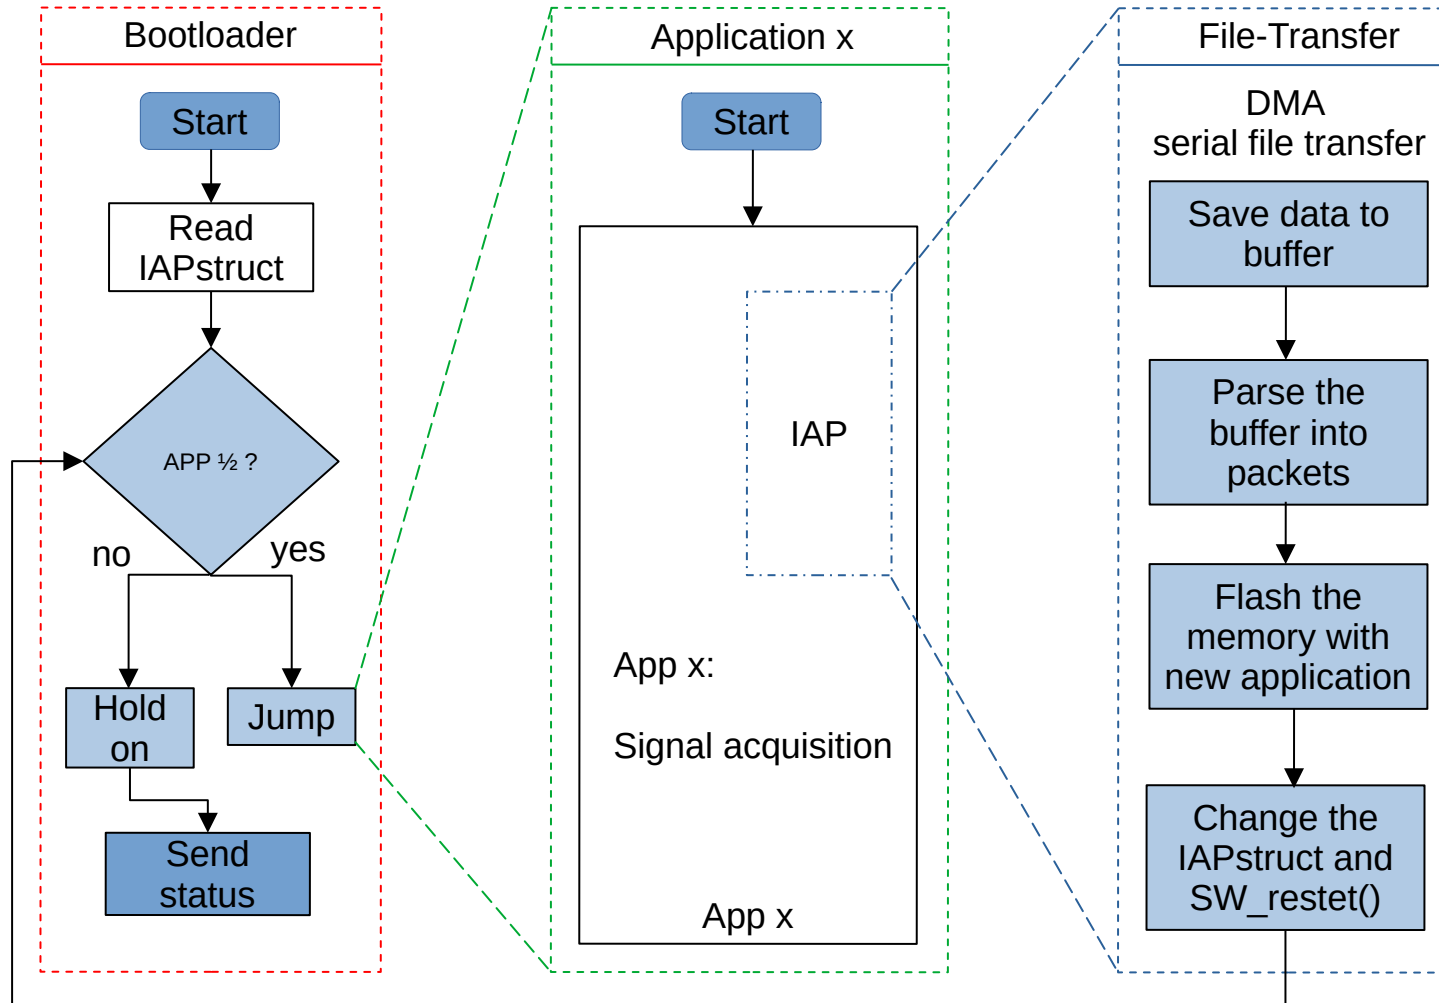 Bootloader
Start
Read
IAPstruct
APP ½ ?
no
yes
Hold
on
Jump
Send
status
Application x
Start
IAP
App x:
Signal acquisition
App x
File-Transfer
DMA
serial file transfer
Save data to
buffer
Parse the
buffer into
packets
Flash the
memory with
new application
Change the
IAPstruct and
SW_restet()